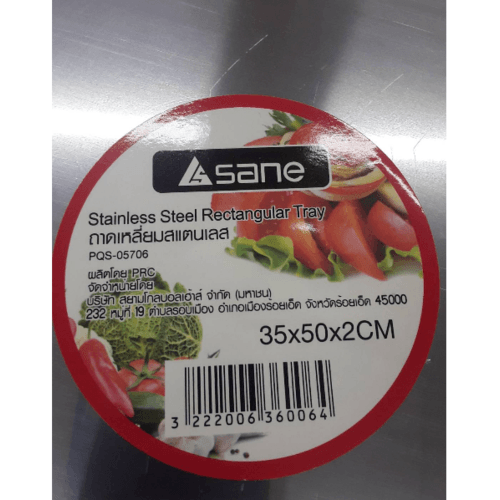 sane
Stainless Steel Rectangular Tray
ถาดเหลี่ยมสแตนเลส
PQS-05706
ผลิตโดย PRC
จัดจำหน่ายโดย
บริษัท สยามโกลบอลเฮ้าส์ จำกัด (มหาชน)
232 หมู่ที่ 19 ตำบลรอบเมือง อำเภอเมืองร้อยเอ็ด จังหวัดร้อยเอ็ด 45000
35x50x2CM
3 222006 360064